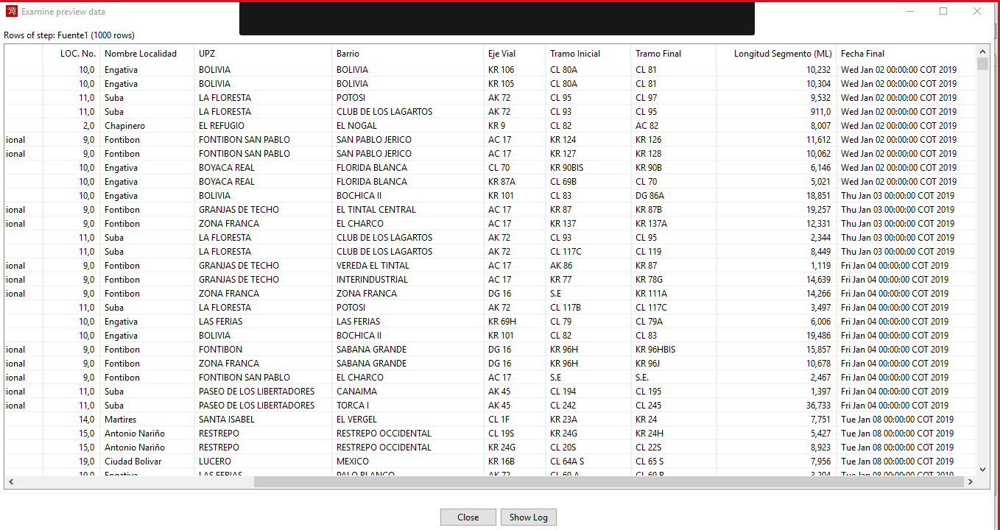 Examine preview data
Rows of step: Fuente1 (1000 rows)
LOC. No. Nombre Localidad UPZ Barrio Eje Vial Tramo Inicial Tramo Final Longitud Segmento (ML) Fecha Final
10,0 Engativa BOLIVIA BOLIVIA KR 106 CL 80A CL 81 10,232 Wed Jan 02 00:00:00 COT 2019
10,0 Engativa BOLIVIA BOLIVIA KR 105 CL 80A CL 81 10,304 Wed Jan 02 00:00:00 COT 2019
11,0 Suba LA FLORESTA POTOSI AK 72 CL 95 CL 97 9,532 Wed Jan 02 00:00:00 COT 2019
11,0 Suba LA FLORESTA CLUB DE LOS LAGARTOS AK 72 CL 93 CL 95 911,0 Wed Jan 02 00:00:00 COT 2019
2,0 Chapinero EL REFUGIO EL NOGAL KR 9 CL 82 AC 82 8,007 Wed Jan 02 00:00:00 COT 2019
cional 9,0 Fontibon FONTIBON SAN PABLO SAN PABLO JERICO AC 17 KR 124 KR 126 11,612 Wed Jan 02 00:00:00 COT 2019
cional 9,0 Fontibon FONTIBON SAN PABLO SAN PABLO JERICO AC 17 KR 127 KR 128 10,062 Wed Jan 02 00:00:00 COT 2019
10,0 Engativa BOYACA REAL FLORIDA BLANCA CL 70 KR 90BIS KR 90B 6,146 Wed Jan 02 00:00:00 COT 2019
10,0 Engativa BOYACA REAL FLORIDA BLANCA KR 87A CL 69B CL 70 5,021 Wed Jan 02 00:00:00 COT 2019
10,0 Engativa BOLIVIA BOCHICA II KR 101 CL 83 DG 86A 18,851 Thu Jan 03 00:00:00 COT 2019
cional 9,0 Fontibon GRANJAS DE TECHO EL TINTAL CENTRAL AC 17 KR 87 KR 87B 19,257 Thu Jan 03 00:00:00 COT 2019
cional 9,0 Fontibon ZONA FRANCA EL CHARCO AC 17 KR 137 KR 137A 12,331 Thu Jan 03 00:00:00 COT 2019
11,0 Suba LA FLORESTA CLUB DE LOS LAGARTOS AK 72 CL 93 CL 95 2,344 Thu Jan 03 00:00:00 COT 2019
11,0 Suba LA FLORESTA CLUB DE LOS LAGARTOS AK 72 CL 117C CL 119 8,449 Thu Jan 03 00:00:00 COT 2019
cional 9,0 Fontibon GRANJAS DE TECHO VEREDA EL TINTAL AC 17 AK 86 KR 87 1,119 Fri Jan 04 00:00:00 COT 2019
cional 9,0 Fontibon GRANJAS DE TECHO INTERINDUSTRIAL AC 17 KR 77 KR 78G 14,639 Fri Jan 04 00:00:00 COT 2019
cional 9,0 Fontibon ZONA FRANCA ZONA FRANCA DG 16 S.E KR 111A 14,266 Fri Jan 04 00:00:00 COT 2019
11,0 Suba LA FLORESTA POTOSI AK 72 CL 117B CL 117C 3,497 Fri Jan 04 00:00:00 COT 2019
10,0 Engativa LAS FERIAS LAS FERIAS KR 69H CL 79 CL 79A 6,006 Fri Jan 04 00:00:00 COT 2019
10,0 Engativa BOLIVIA BOCHICA II KR 101 CL 82 CL 83 19,486 Fri Jan 04 00:00:00 COT 2019
cional 9,0 Fontibon FONTIBON SABANA GRANDE DG 16 KR 96H KR 96HBIS 15,857 Fri Jan 04 00:00:00 COT 2019
cional 9,0 Fontibon ZONA FRANCA SABANA GRANDE DG 16 KR 96H KR 96J 10,678 Fri Jan 04 00:00:00 COT 2019
cional 9,0 Fontibon FONTIBON SAN PABLO EL CHARCO AC 17 S.E S.E. 2,467 Fri Jan 04 00:00:00 COT 2019
cional 11,0 Suba PASEO DE LOS LIBERTADORES CANAIMA AK 45 CL 194 CL 195 1,397 Fri Jan 04 00:00:00 COT 2019
cional 11,0 Suba PASEO DE LOS LIBERTADORES TORCA I AK 45 CL 242 CL 245 36,733 Fri Jan 04 00:00:00 COT 2019
14,0 Martires SANTA ISABEL EL VERGEL CL 1F KR 23A KR 24 7,751 Tue Jan 08 00:00:00 COT 2019
15,0 Antonio Nariño RESTREPO RESTREPO OCCIDENTAL CL 19S KR 24G KR 24H 5,427 Tue Jan 08 00:00:00 COT 2019
15,0 Antonio Nariño RESTREPO RESTREPO OCCIDENTAL KR 24G CL 20S CL 22S 8,923 Tue Jan 08 00:00:00 COT 2019
19,0 Ciudad Bolivar LUCERO MEXICO KR 16B CL 64A S CL 65 S 7,956 Tue Jan 08 00:00:00 COT 2019
10,0 Engativa LAS FERIAS PALO BLANCO AK 72 CL 69 A CL 69 B 3,204 Tue Jan 08 00:00:00 COT 2019
Close Show Log